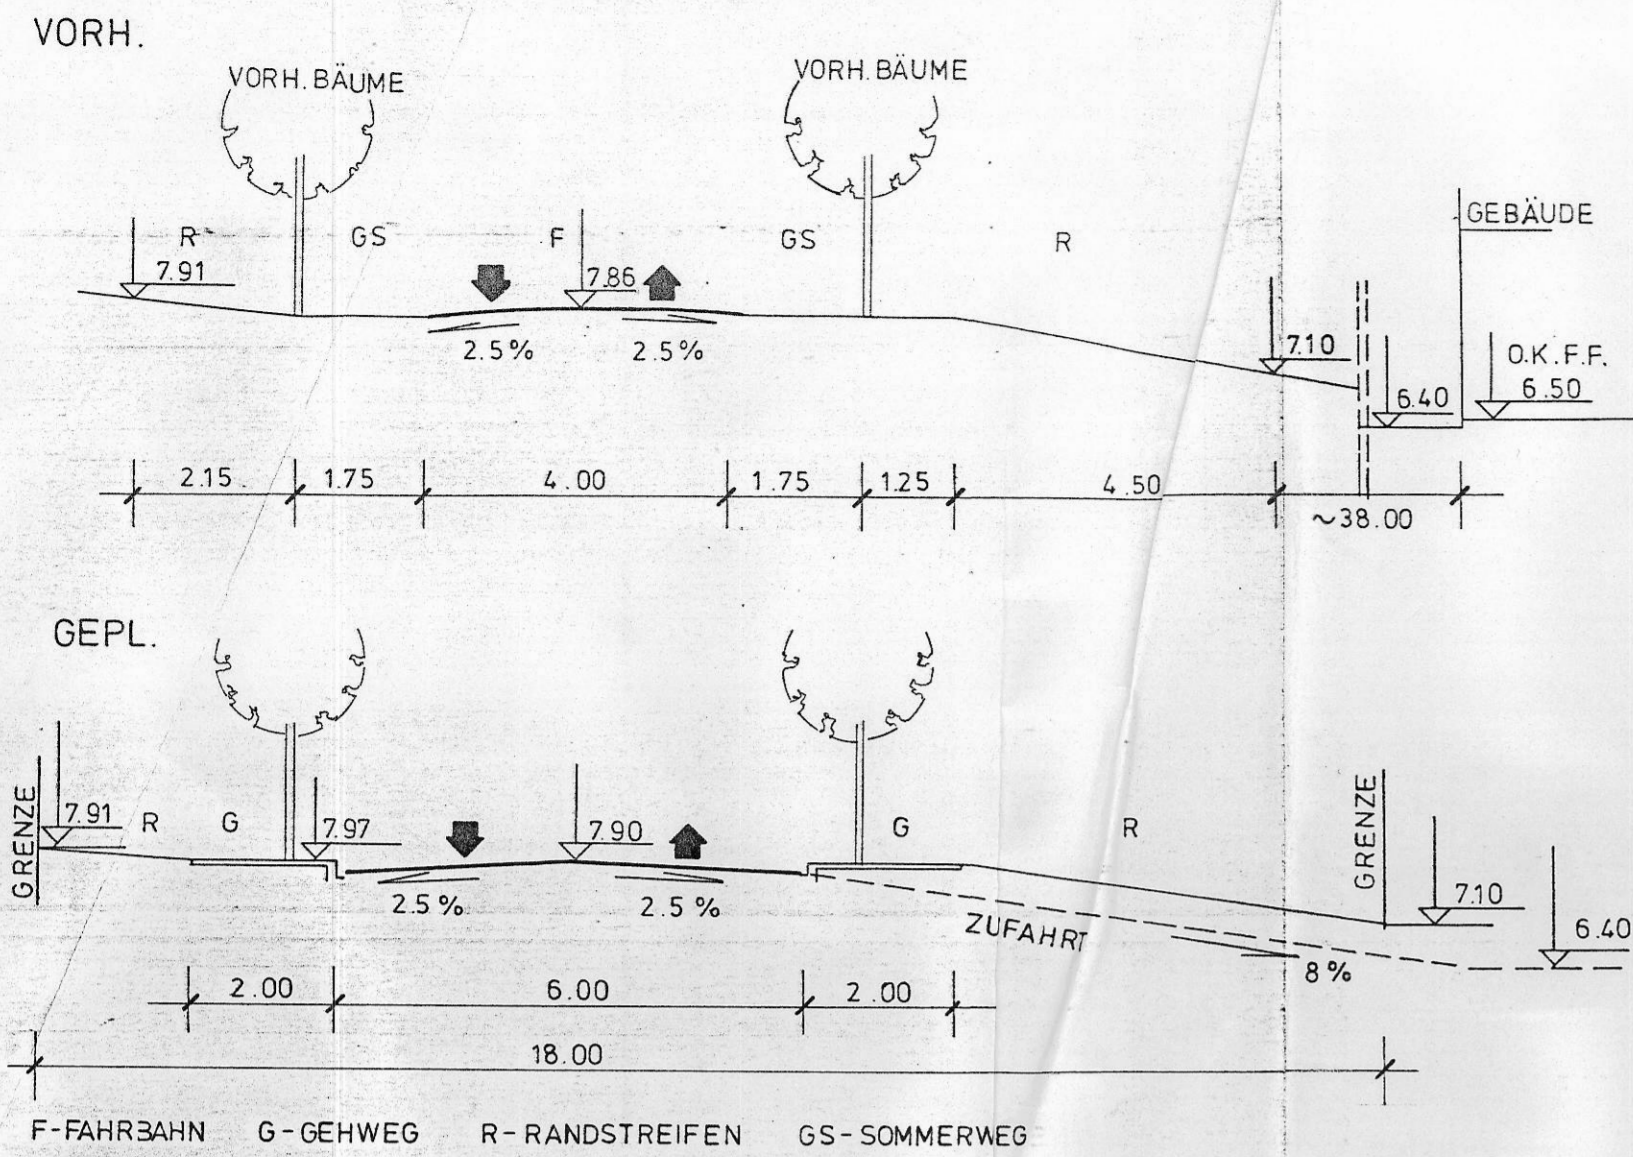 VORH.
VORH. BÄUME
VORH. BÄUME
GEBÄUDE
R GS F GS R
7.91
7.86
2.5%
2.5%
7.10
O.K.F.F.
6.50
6.40
2.15 1.75 4.00 1.75 1.25 4.50
~38.00
GEPL.
GRENZE
7.91
R G
7.97
7.90
G R
GRENZE
2.5%
2.5%
7.10
6.40
ZUFAHRT
8%
2.00 6.00 2.00
18.00
F-FAHRBAHN G-GEHWEG R-RANDSTREIFEN GS-SOMMERWEG